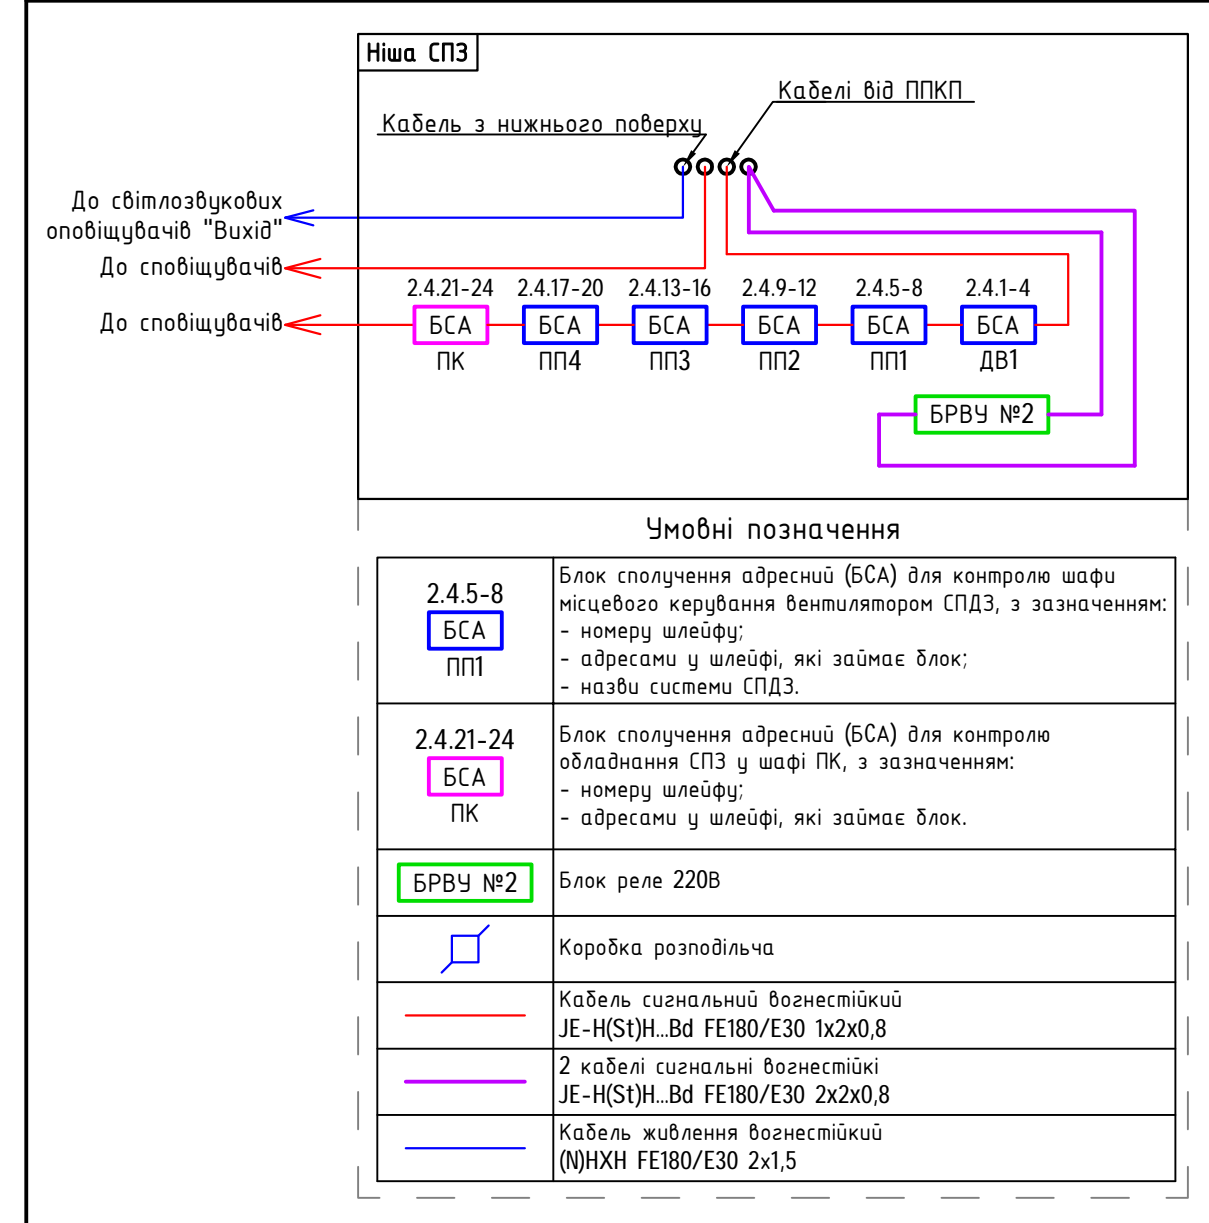 Ніша СПЗ
Кабелі від ППКП
Кабель з нижнього поверху
До світлозвукових
оповіщувачів "Вихід"
До сповіщувачів
До сповіщувачів
2.4.21-24 2.4.17-20 2.4.13-16 2.4.9-12 2.4.5-8 2.4.1-4
БСА БСА БСА БСА БСА БСА
ПК ПП4 ПП3 ПП2 ПП1 ДВ1
БРВУ №2
Умовні позначення
2.4.5-8
БСА
ПП1
Блок сполучення адресний (БСА) для контролю шафи
місцевого керування вентилятором СПДЗ, з зазначенням:
- номеру шлейфу;
- адресами у шлейфі, які займає блок;
- назви системи СПДЗ.
2.4.21-24
БСА
ПК
Блок сполучення адресний (БСА) для контролю
обладнання СПЗ у шафі ПК, з зазначенням:
- номеру шлейфу;
- адресами у шлейфі, які займає блок.
БРВУ №2
Блок реле 220В
Коробка розподільча
Кабель сигнальний вогнестійкий
JE-H(St)H...Bd FE180/E30 1x2x0,8
2 кабелі сигнальні вогнестійкі
JE-H(St)H...Bd FE180/E30 2x2x0,8
Кабель живлення вогнестійкий
(N)HXH FE180/E30 2x1,5